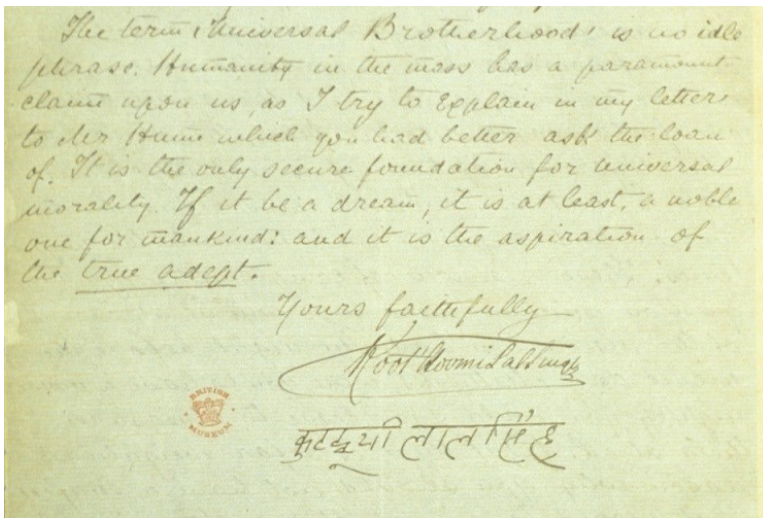 The term 'Universal Brotherhood' is no idle
phrase. Humanity in the mass has a paramount
claim upon us, as I try to explain in my letter
to Mr Hume which you had better ask the loan
of. It is the only secure foundation for universal
morality. If it be a dream, it is at least, a noble
one for mankind: and it is the aspiration of
the true adept.
Yours faithfully
Koot' Hoomi Lal Singh
BRITISH
MUSEUM
लाल सिंह